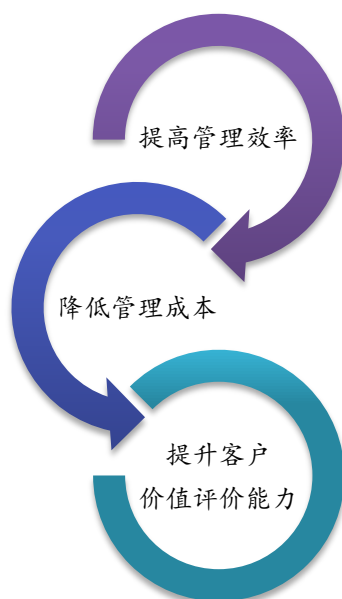 提高管理效率
降低管理成本
提升客户
价值评价能力